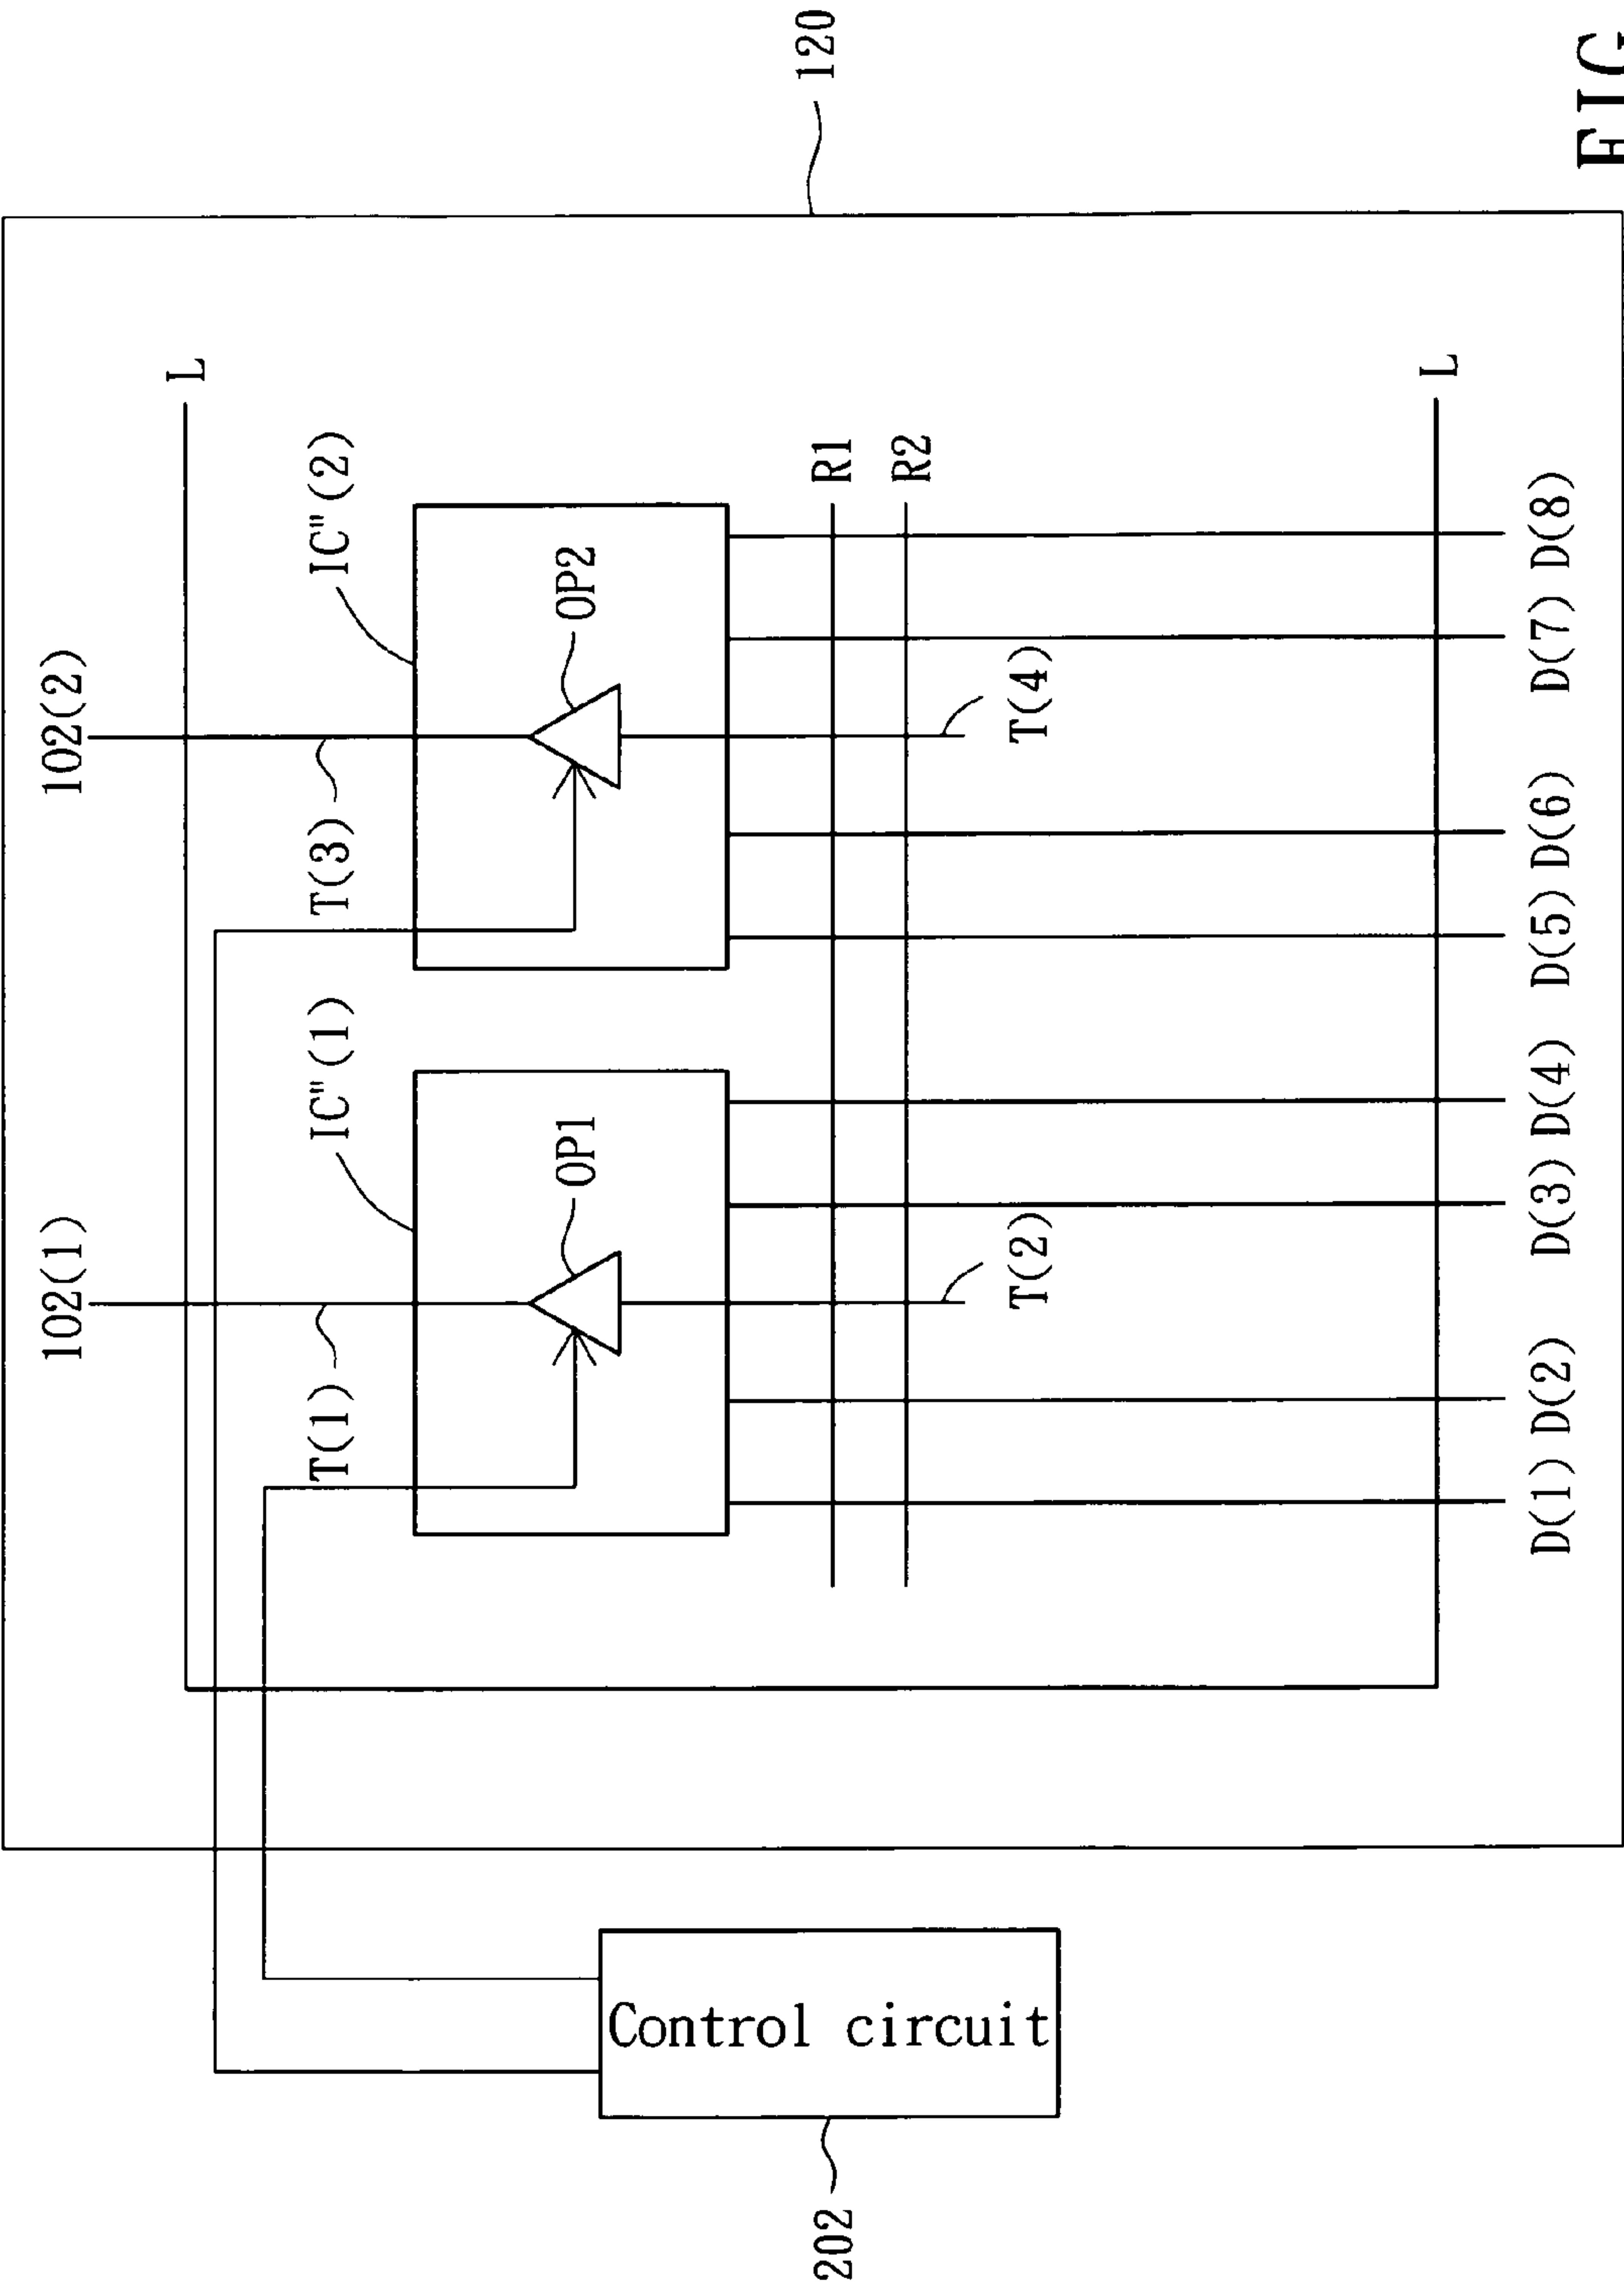 102(1)
102(2)
L
T(1)
IC"(1)
T(3)
IC"(2)
OP1
OP2
202
Control circuit
R1
120
R2
T(2)
T(4)
L
D(1) D(2) D(3) D(4) D(5) D(6) D(7) D(8)
FIG